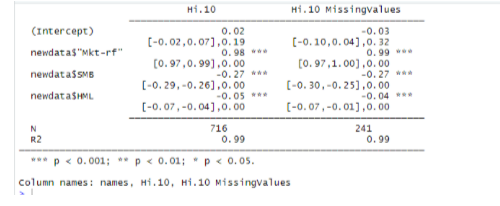 Hi.10 Hi.10 MissingValues
(Intercept) 0.02 -0.03
[-0.02,0.07],0.19 [-0.10,0.04],0.32
newdata$"Mkt-rf" 0.98 *** 0.99 ***
[0.97,0.99],0.00 [0.97,1.00],0.00
newdata$SMB -0.27 *** -0.27 ***
[-0.29,-0.26],0.00 [-0.30,-0.25],0.00
newdata$HML -0.05 *** -0.04 ***
[-0.07,-0.04],0.00 [-0.07,-0.01],0.00
N 716 241
R2 0.99 0.99
*** p < 0.001; ** p < 0.01; * p < 0.05.
Column names: names, Hi.10, Hi.10 MissingValues
>